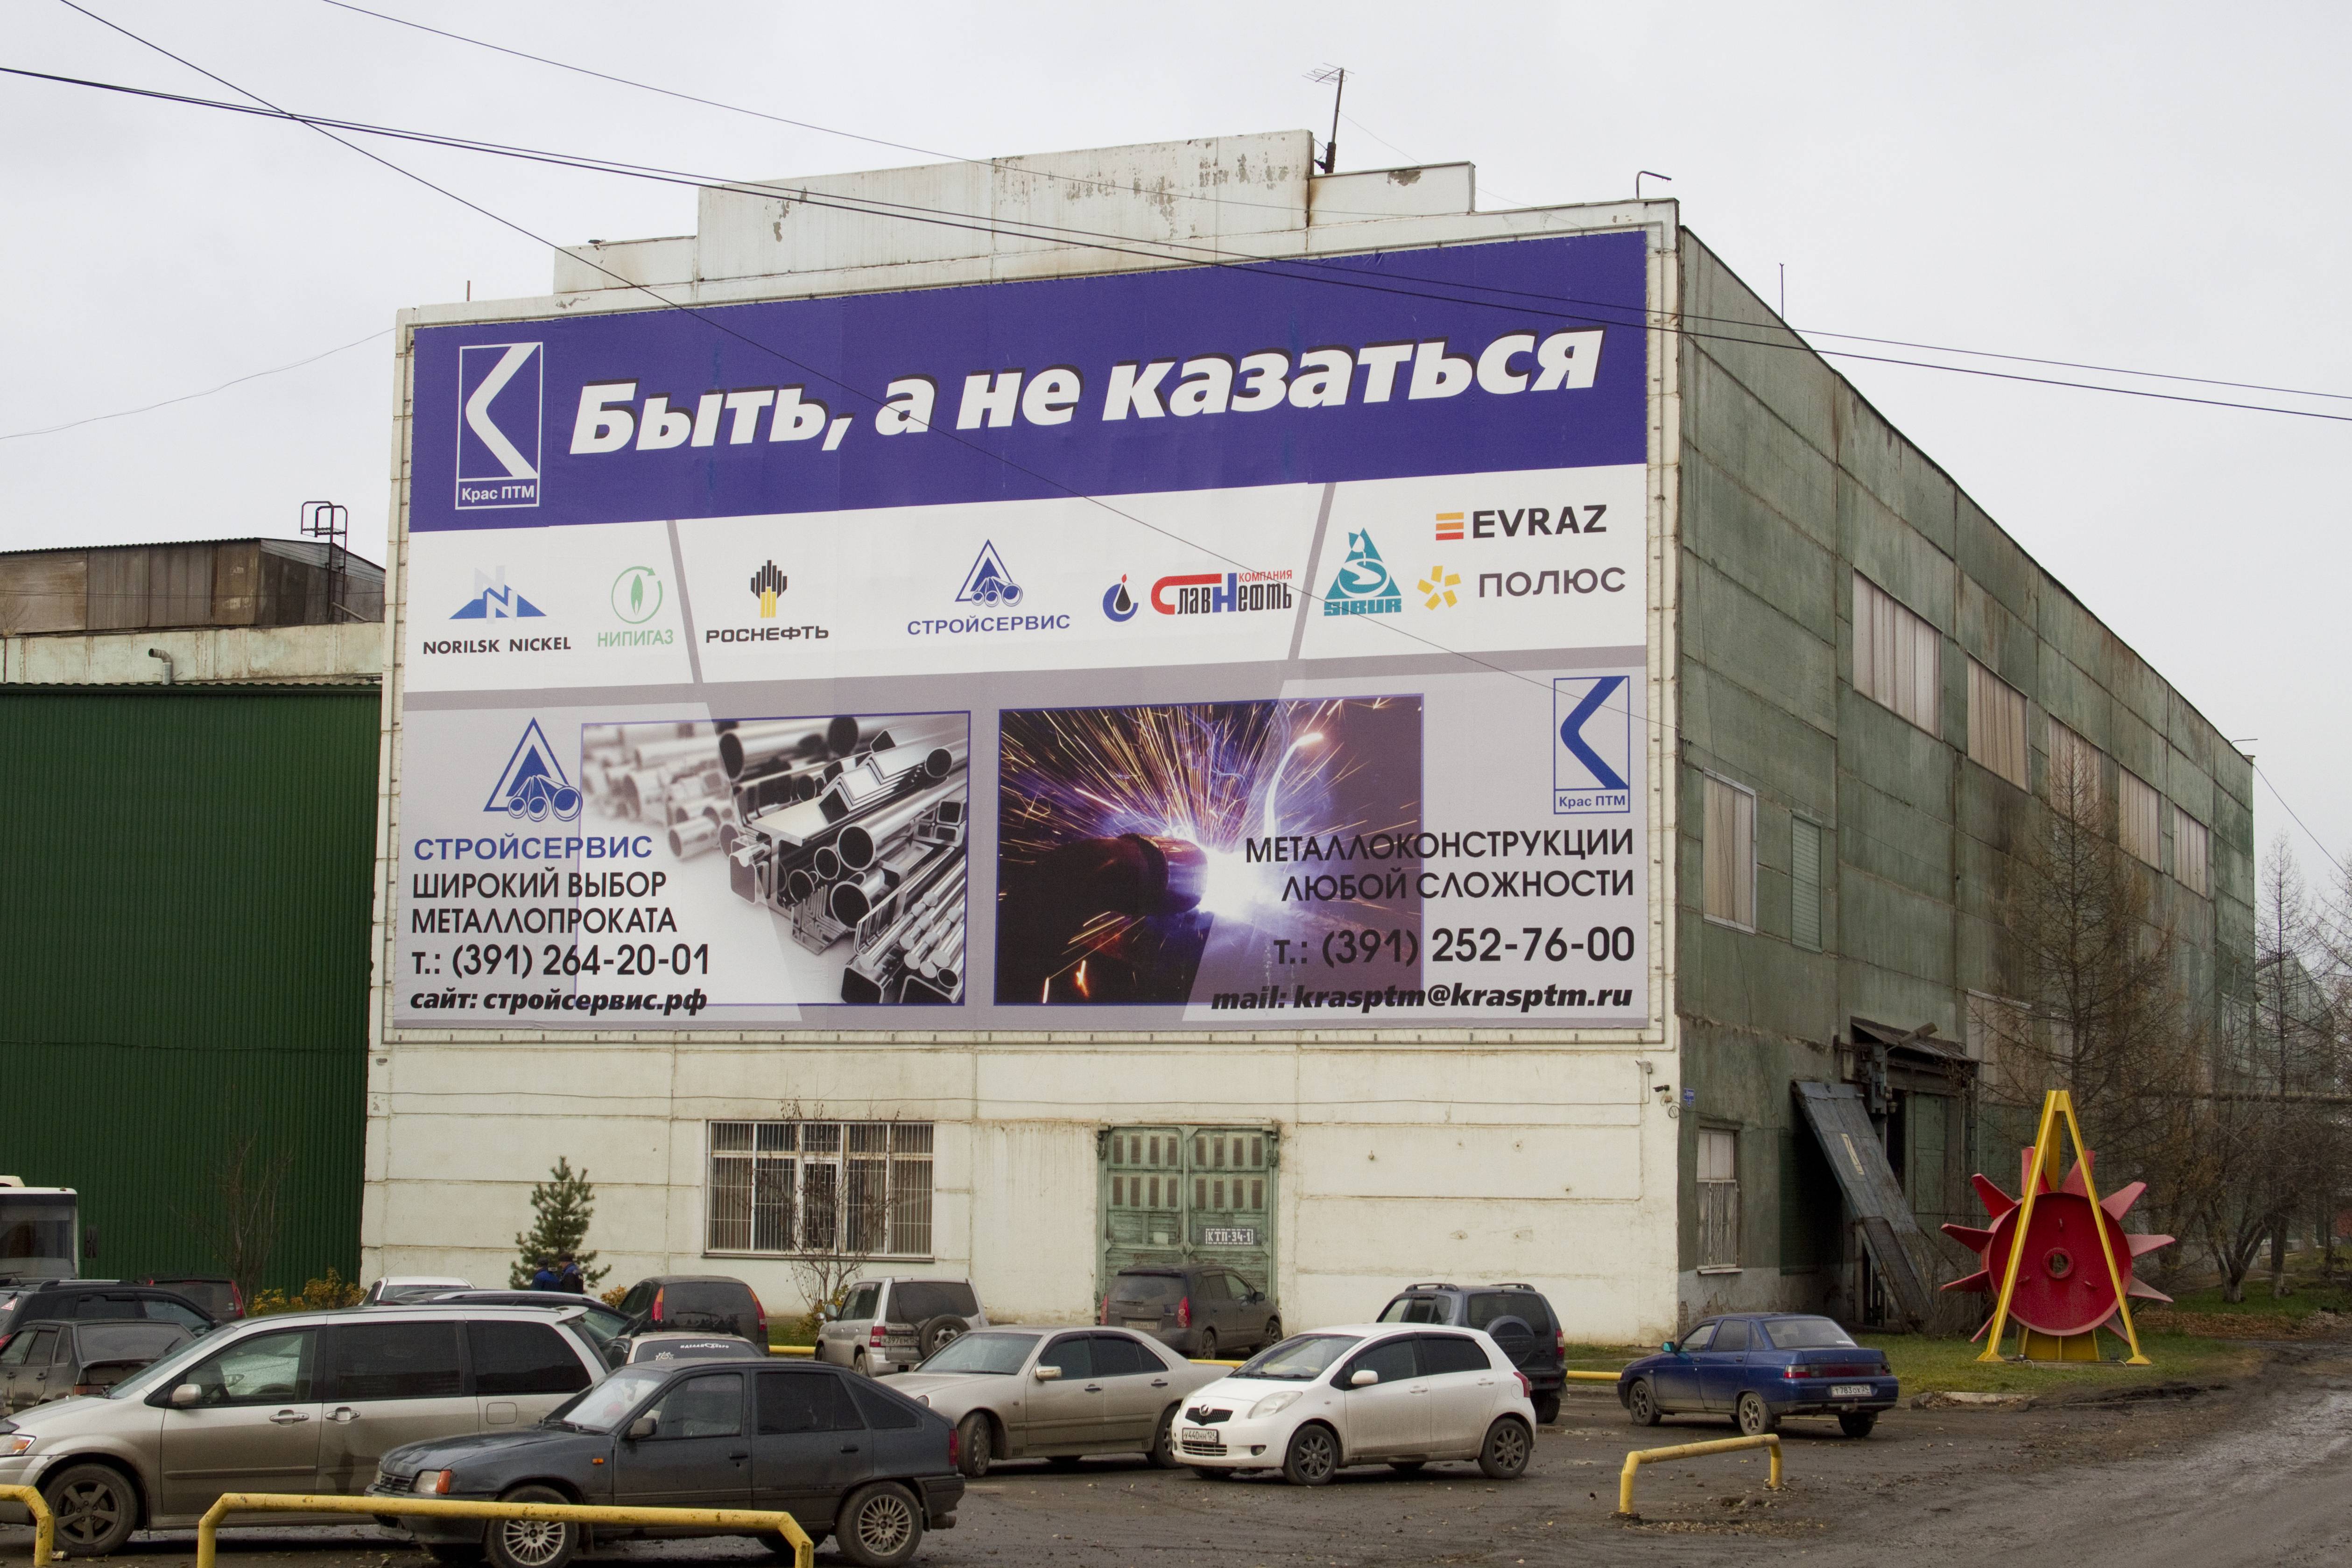 Быть, а не казаться
Крас ПТМ
NORILSK NICKEL
НИПИГАЗ
РОСНЕФТЬ
СТРОЙСЕРВИС
КОМПАНИЯ
СлавНефть
SIBUR
EVRAZ
ПОЛЮС
СТРОЙСЕРВИС
ШИРОКИЙ ВЫБОР
МЕТАЛЛОПРОКАТА
т.: (391) 264-20-01
сайт: стройсервис.рф
Крас ПТМ
МЕТАЛЛОКОНСТРУКЦИИ
ЛЮБОЙ СЛОЖНОСТИ
т.: (391) 252-76-00
mail: krasptm@krasptm.ru
КТП-34-1